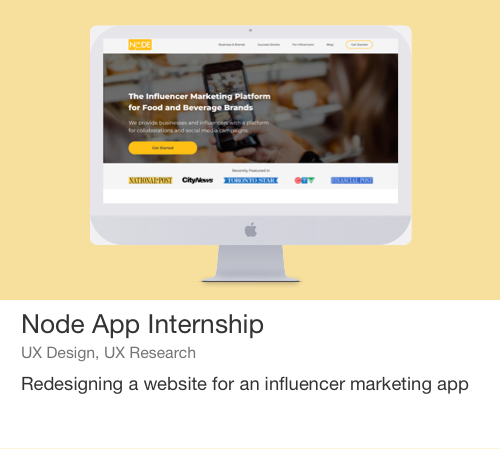 NODE
Business & Brands Success Stories For Influencers Blog Get Started
The Influencer Marketing Platform
for Food and Beverage Brands
We provide businesses and influencers with a platform
for collaborations and social media campaigns.
Get Started
Recently Featured In
NATIONAL POST CityNews TORONTO STAR CTV FINANCIAL POST
Node App Internship
UX Design, UX Research
Redesigning a website for an influencer marketing app